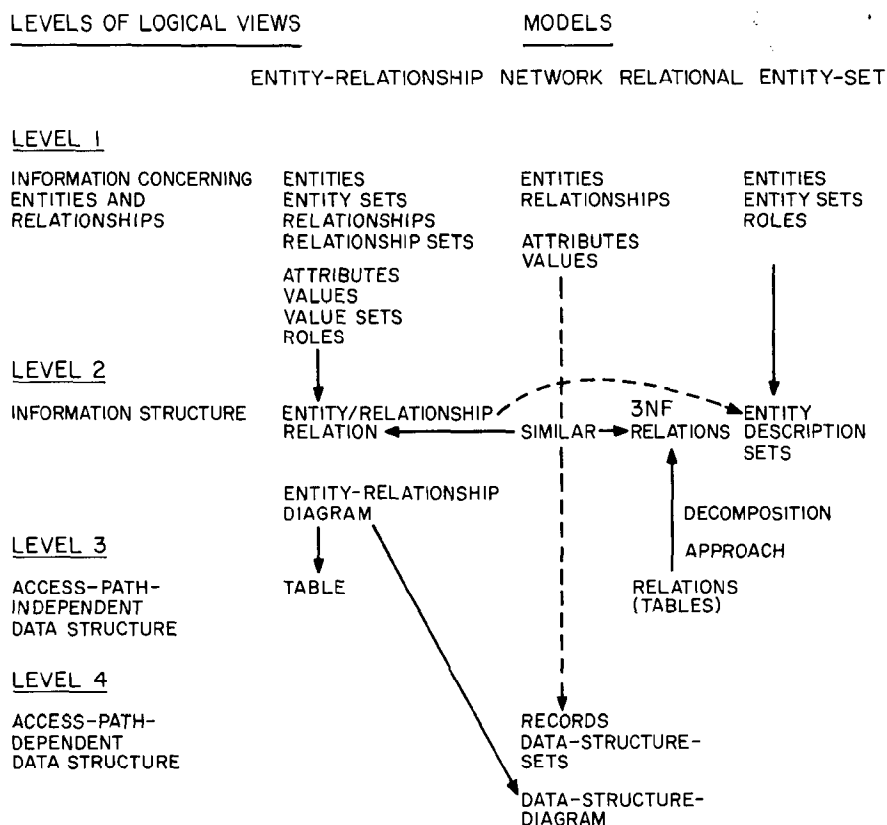 LEVELS OF LOGICAL VIEWS
MODELS
ENTITY-RELATIONSHIP NETWORK RELATIONAL ENTITY-SET
LEVEL 1
INFORMATION CONCERNING
ENTITIES AND
RELATIONSHIPS
ENTITIES
ENTITY SETS
RELATIONSHIPS
RELATIONSHIP SETS
ATTRIBUTES
VALUES
VALUE SETS
ROLES
ENTITIES
RELATIONSHIPS
ATTRIBUTES
VALUES
ENTITIES
ENTITY SETS
ROLES
LEVEL 2
INFORMATION STRUCTURE
ENTITY/RELATIONSHIP
RELATION
SIMILAR
3NF
RELATIONS
ENTITY
DESCRIPTION
SETS
ENTITY-RELATIONSHIP
DIAGRAM
DECOMPOSITION
APPROACH
LEVEL 3
ACCESS-PATH-
INDEPENDENT
DATA STRUCTURE
TABLE
RELATIONS
(TABLES)
LEVEL 4
ACCESS-PATH-
DEPENDENT
DATA STRUCTURE
RECORDS
DATA-STRUCTURE-
SETS
DATA-STRUCTURE-
DIAGRAM